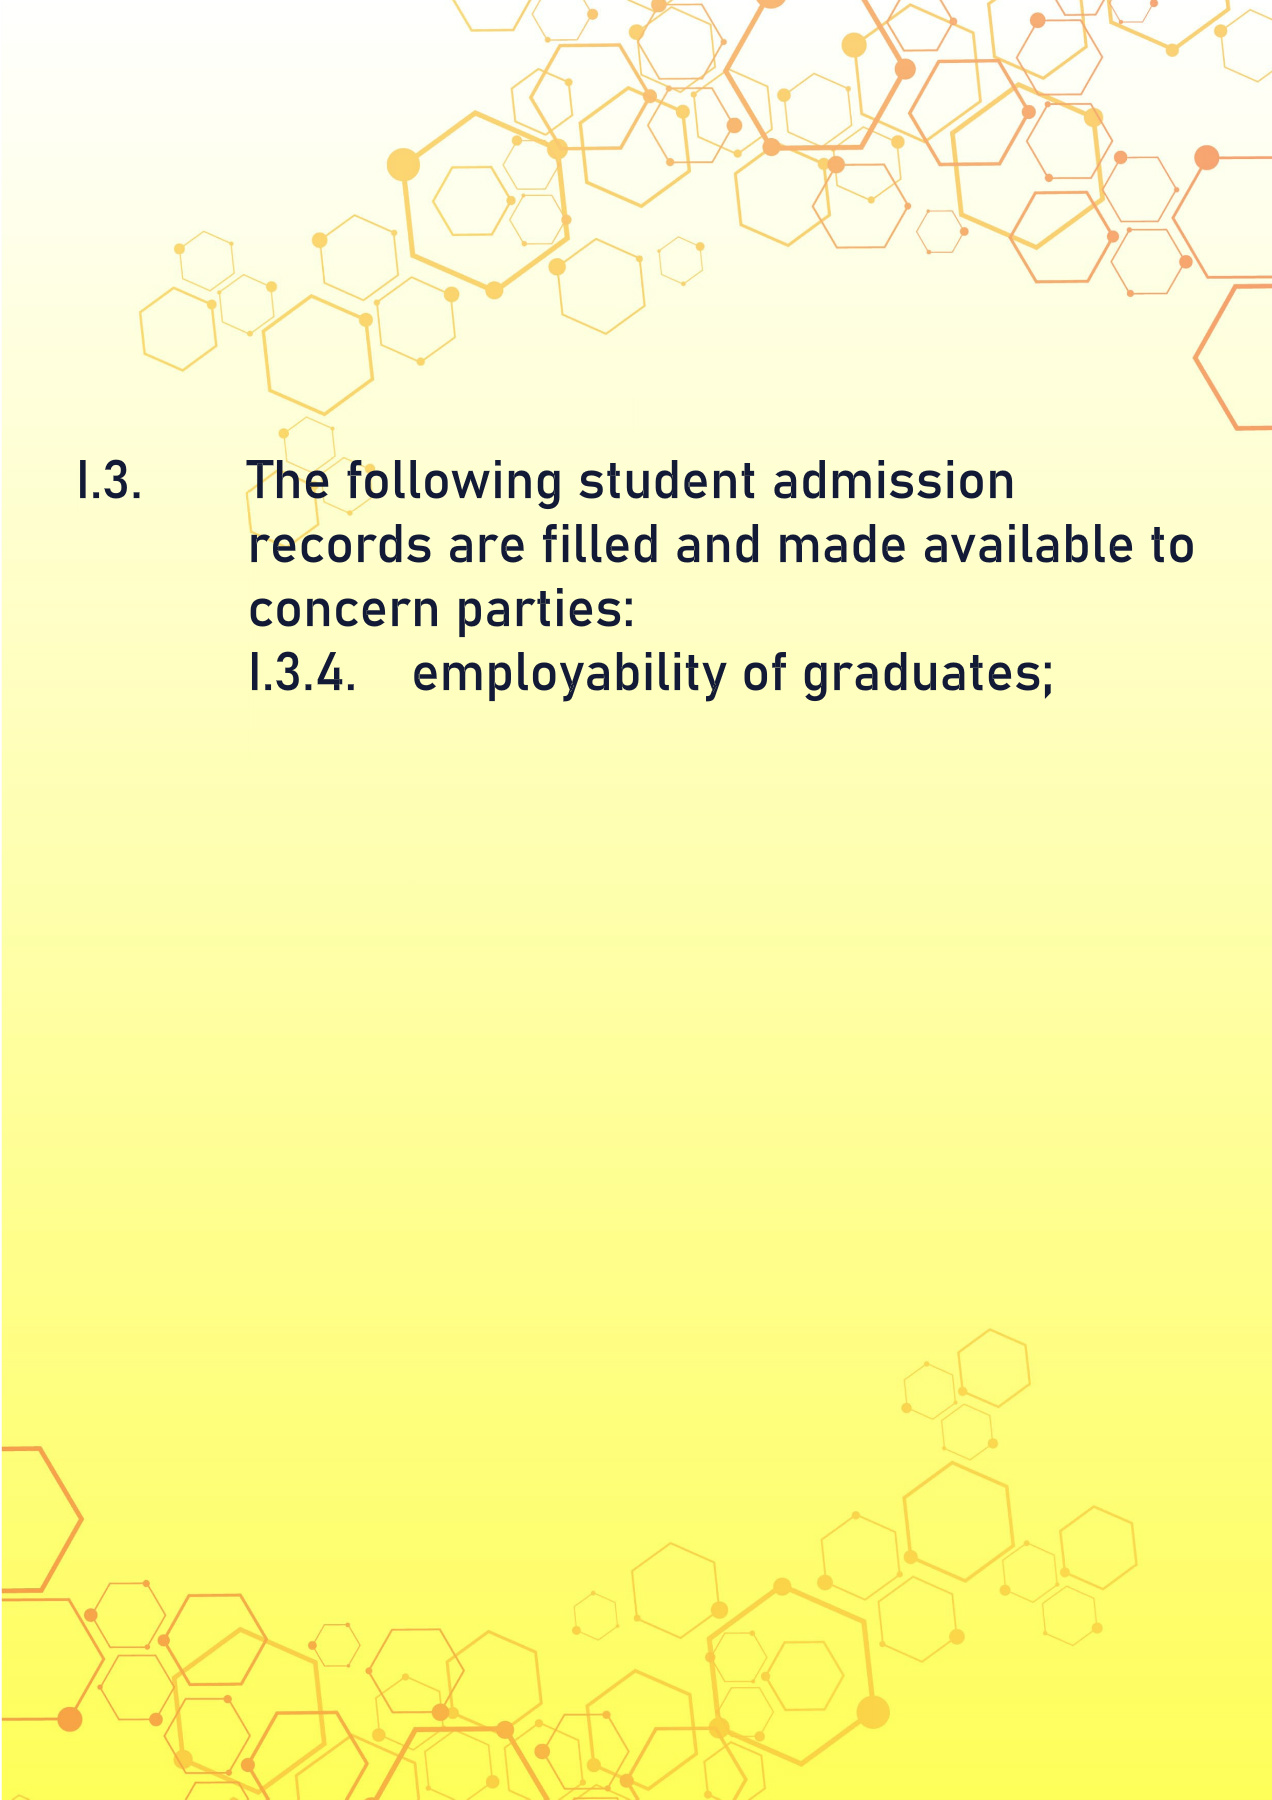 I.3. The following student admission
records are filled and made available to
concern parties:
I.3.4. employability of graduates;